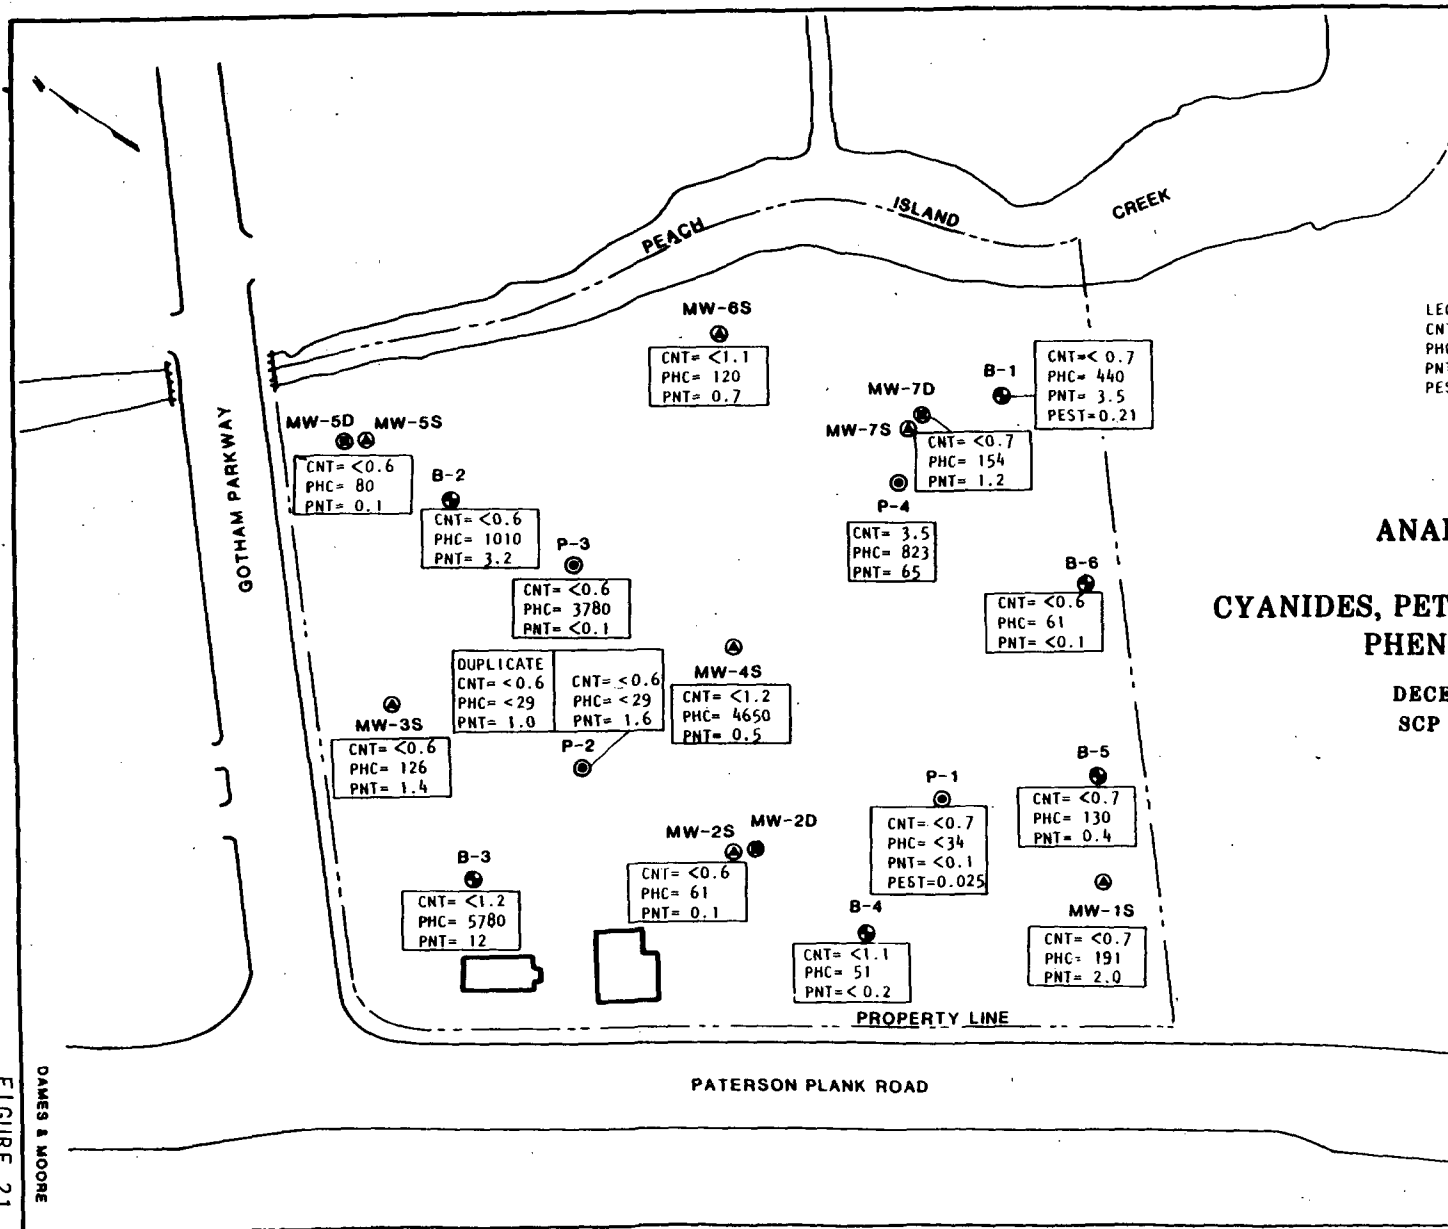 PEACH ISLAND CREEK
MW-6S
CNT= <1.1
PHC= 120
PNT= 0.7
B-1
CNT=< 0.7
PHC= 440
PNT= 3.5
PEST=0.21
MW-7D
MW-7S
CNT= <0.7
PHC= 154
PNT= 1.2
MW-5D
MW-5S
CNT= <0.6
PHC= 80
PNT= 0.1
B-2
CNT= <0.6
PHC= 1010
PNT= 3.2
P-4
CNT= 3.5
PHC= 823
PNT= 65
P-3
CNT= <0.6
PHC= 3780
PNT= <0.1
B-6
CNT= <0.6
PHC= 61
PNT= <0.1
GOTHAM PARKWAY
DUPLICATE
CNT= <0.6
PHC= <29
PNT= 1.0
CNT= <0.6
PHC= <29
PNT= 1.6
P-2
MW-4S
CNT= <1.2
PHC= 4650
PNT= 0.5
MW-3S
CNT= <0.6
PHC= 126
PNT= 1.4
B-5
CNT= <0.7
PHC= 130
PNT= 0.4
P-1
CNT= <0.7
PHC= <34
PNT= <0.1
PEST=0.025
MW-2S
MW-2D
CNT= <0.6
PHC= 61
PNT= 0.1
B-3
CNT= <1.2
PHC= 5780
PNT= 12
B-4
CNT= <1.1
PHC= 51
PNT=< 0.2
MW-1S
CNT= <0.7
PHC= 191
PNT= 2.0
PROPERTY LINE
PATERSON PLANK ROAD
LEG
CNT
PHC
PNT
PES
ANAL
CYANIDES, PET
PHEN
DECE
SCP
DAMES & MOORE
FIGURE 21